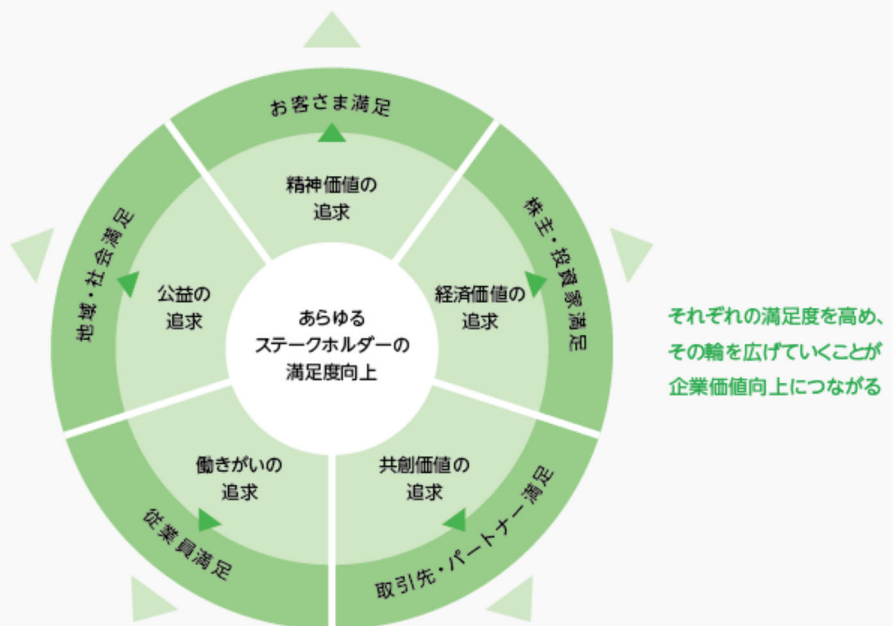 お客さま満足
精神価値の
追求
株主・投資家満足
経済価値の
追求
取引先・パートナー満足
共創価値の
追求
従業員満足
働きがいの
追求
地域・社会満足
公益の
追求
あらゆる
ステークホルダーの
満足度向上
それぞれの満足度を高め、
その輪を広げていくことが
企業価値向上につながる